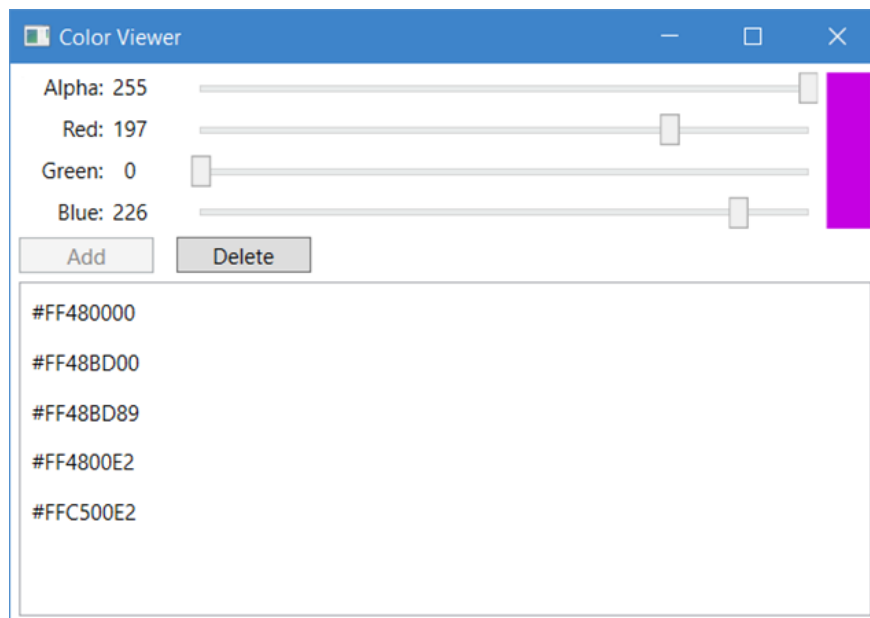 Color Viewer
Alpha: 255
Red: 197
Green: 0
Blue: 226
Add Delete
#FF480000
#FF48BD00
#FF48BD89
#FF4800E2
#FFC500E2